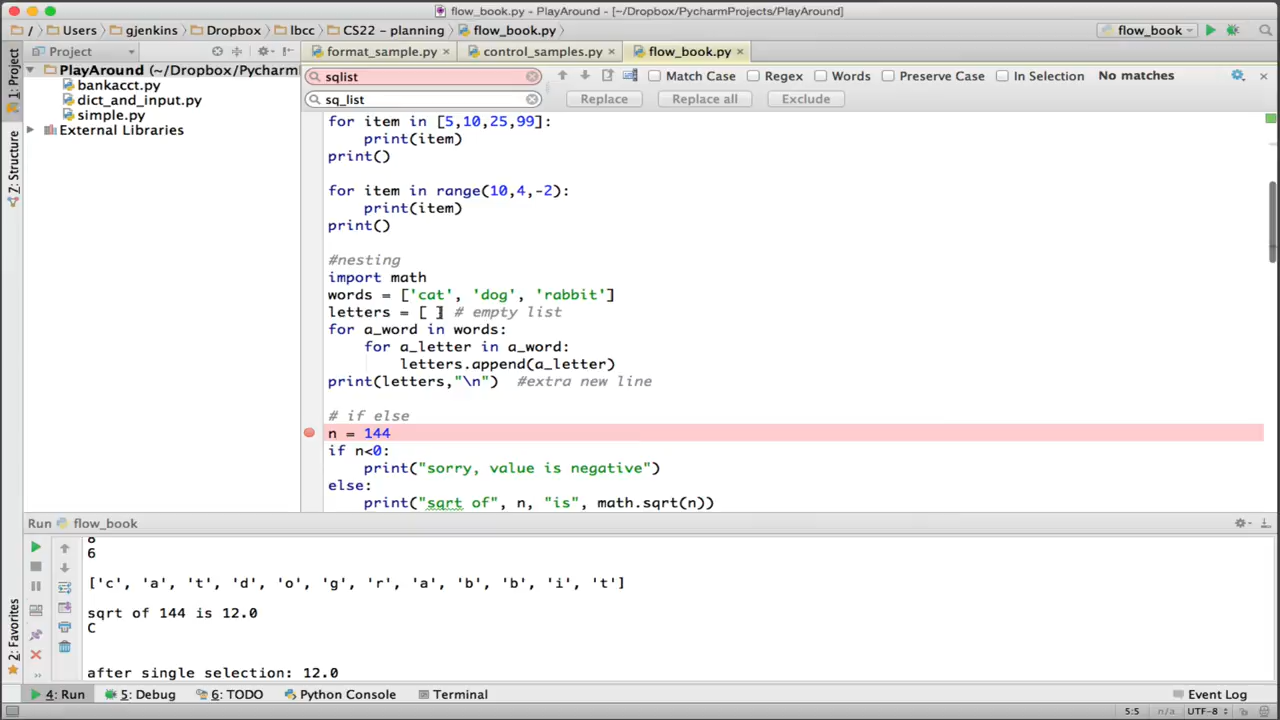 flow_book.py - PlayAround - [~/Dropbox/PycharmProjects/PlayAround]
/ Users gjenkins Dropbox lbcc CS22 - planning flow_book.py flow_book
Project format_sample.py control_samples.py flow_book.py
1: Project
Z: Structure
2: Favorites
PlayAround (~/Dropbox/Pycharm
bankacct.py
dict_and_input.py
simple.py
External Libraries
sqlist Match Case Regex Words Preserve Case In Selection No matches
sq_list Replace Replace all Exclude
for item in [5,10,25,99]:
print(item)
print()
for item in range(10,4,-2):
print(item)
print()
#nesting
import math
words = ['cat', 'dog', 'rabbit']
letters = [ ] # empty list
for a_word in words:
for a_letter in a_word:
letters.append(a_letter)
print(letters,"\n") #extra new line
# if else
n = 144
if n<0:
print("sorry, value is negative")
else:
print("sqrt of", n, "is", math.sqrt(n))
Run flow_book
8
6
['c', 'a', 't', 'd', 'o', 'g', 'r', 'a', 'b', 'b', 'i', 't']
sqrt of 144 is 12.0
C
after single selection: 12.0
4: Run 5: Debug 6: TODO Python Console Terminal Event Log
5:5 n/a UTF-8